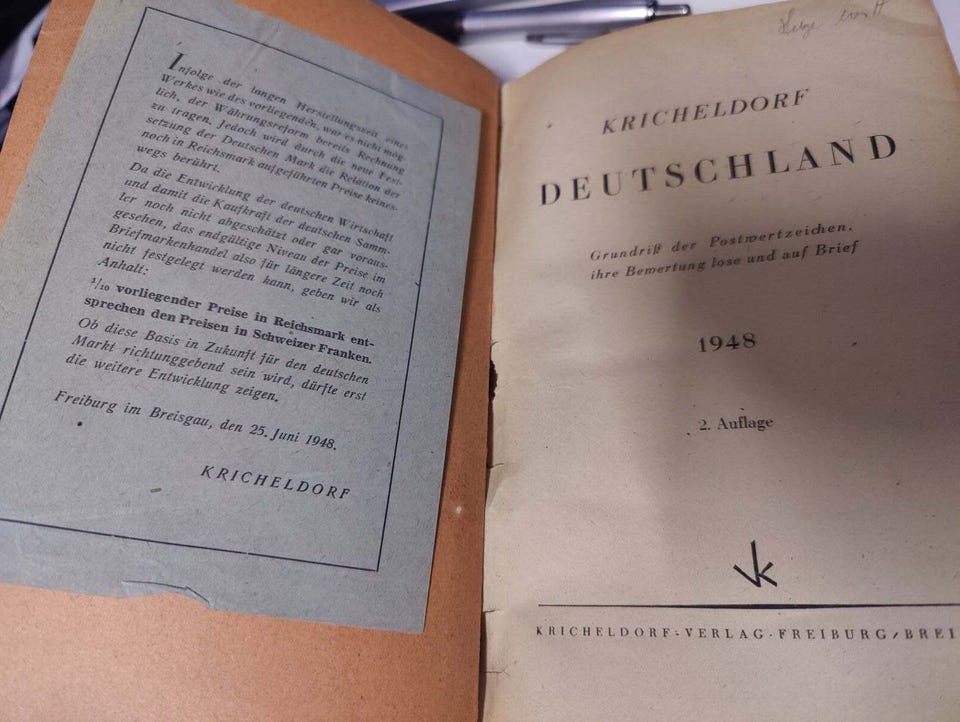 Infolge der langen Herstellungszeit eines
Werkes wie des vorliegenden, war es nicht mög-
lich, der Währungsreform bereits Rechnung
zu tragen. Jedoch wird durch die neue Fest-
setzung der Deutschen Mark die Relation der
noch in Reichsmark aufgeführten Preise keines-
wegs berührt.
Da die Entwicklung der deutschen Wirtschaft
und damit die Kaufkraft der deutschen Samm-
ler noch nicht abgeschätzt oder gar voraus-
gesehen, das endgültige Niveau der Preise im
Briefmarkenhandel also für längere Zeit noch
nicht festgelegt werden kann, geben wir als
Anhalt:
1/10 vorliegender Preise in Reichsmark ent-
sprechen den Preisen in Schweizer Franken.
Ob diese Basis in Zukunft für den deutschen
Markt richtunggebend sein wird, dürfte erst
die weitere Entwicklung zeigen.
Freiburg im Breisgau, den 25. Juni 1948.
KRICHELDORF
KRICHELDORF
DEUTSCHLAND
Grundriß der Postwertzeichen,
ihre Bewertung lose und auf Brief
1948
2. Auflage
VK
KRICHELDORF-VERLAG·FREIBURG/BREI